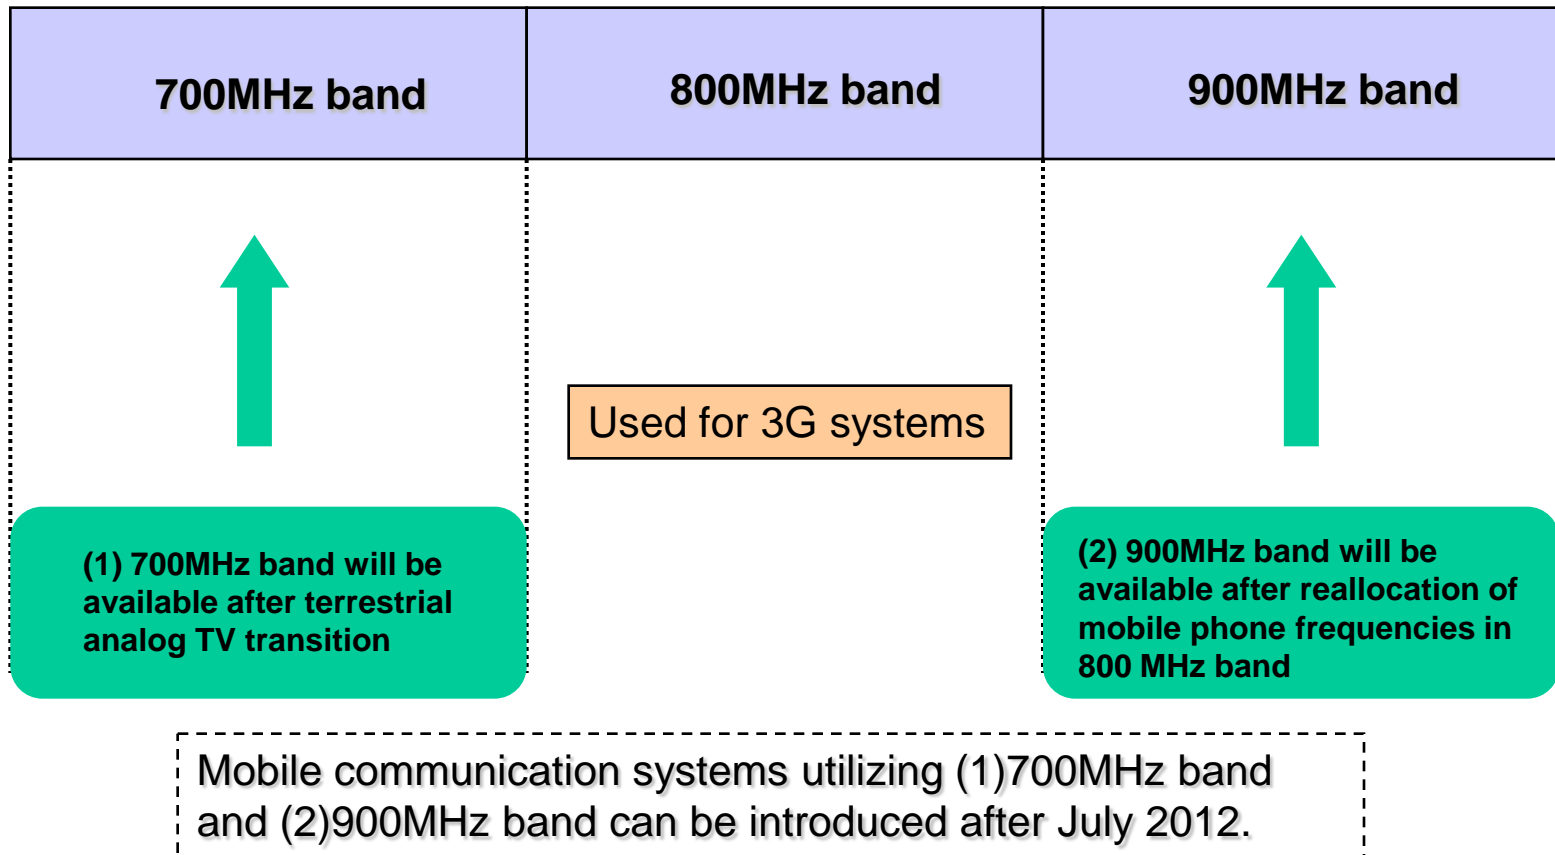 700MHz band
800MHz band
900MHz band
Used for 3G systems
(1) 700MHz band will be
available after terrestrial
analog TV transition
(2) 900MHz band will be
available after reallocation of
mobile phone frequencies in
800 MHz band
Mobile communication systems utilizing (1)700MHz band
and (2)900MHz band can be introduced after July 2012.